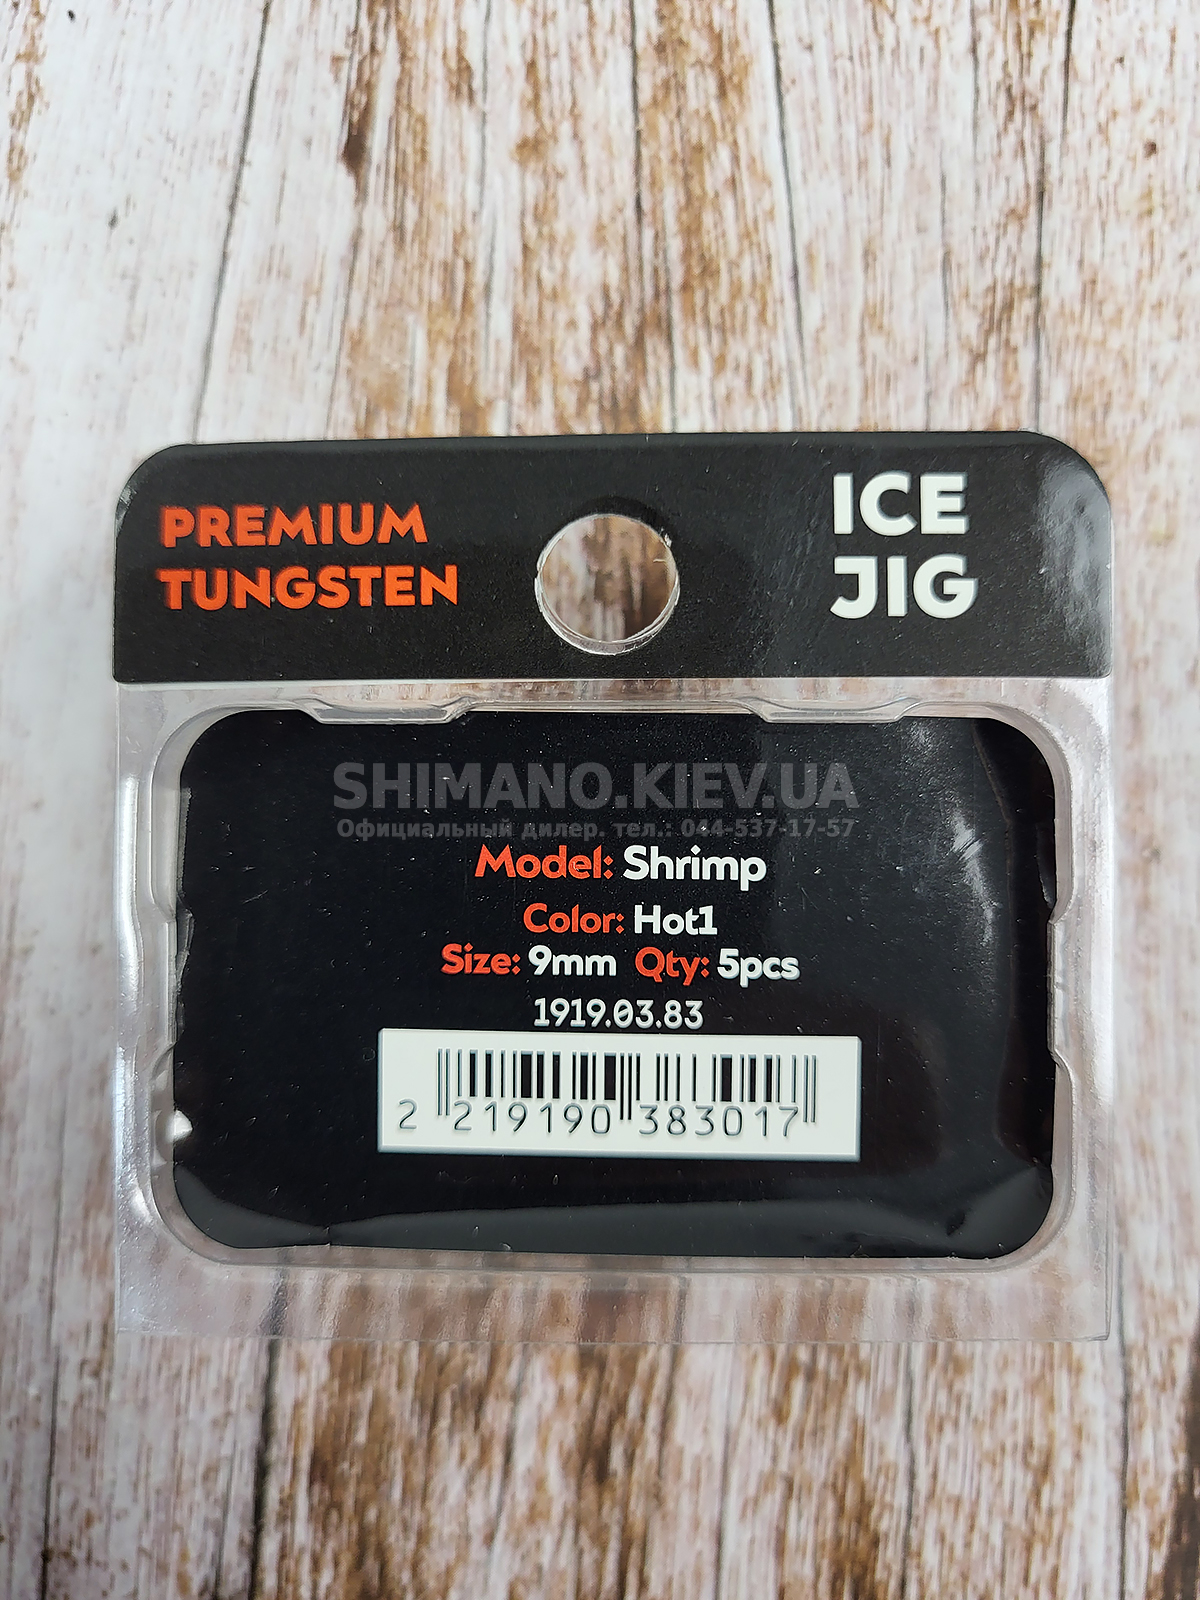 PREMIUM
TUNGSTEN
ICE
JIG
SHIMANO.KIEV.UA
Официальный дилер. тел.: 044-537-17-57
Model: Shrimp
Color: Hot1
Size: 9mm Qty: 5pcs
1919.03.83
2 219190 383017